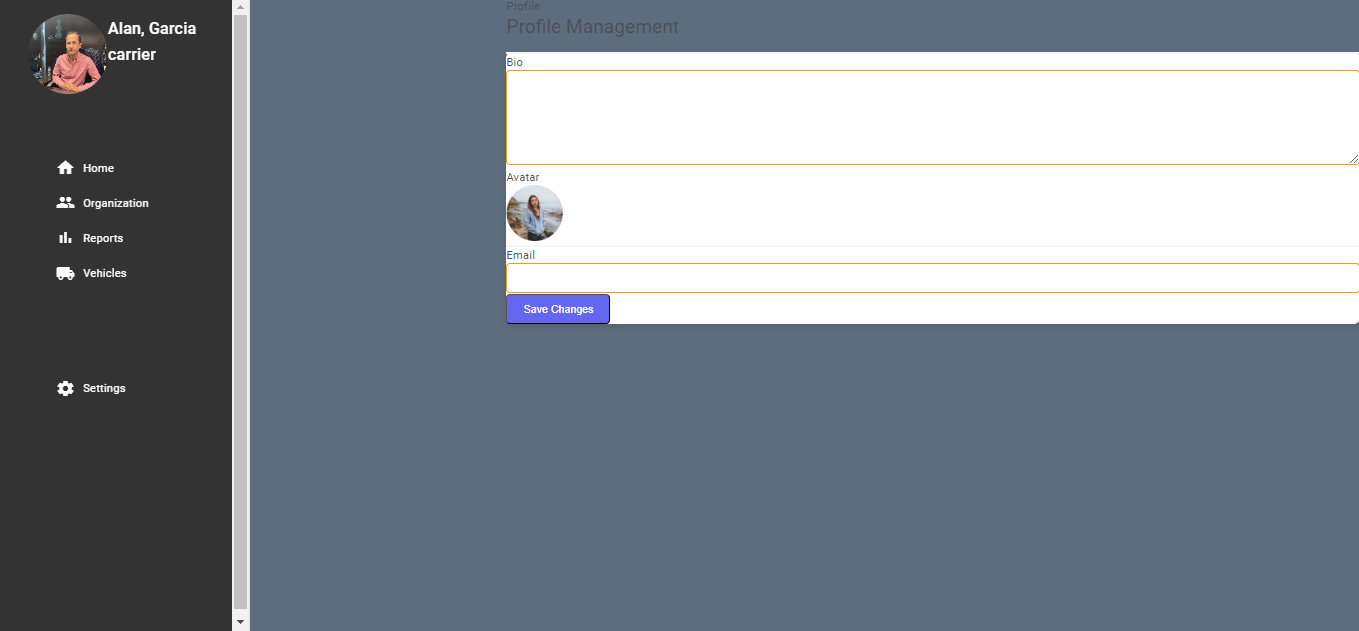 Alan, Garcia
carrier
Home
Organization
Reports
Vehicles
Settings
Profile
Profile Management
Bio
Avatar
Email
Save Changes